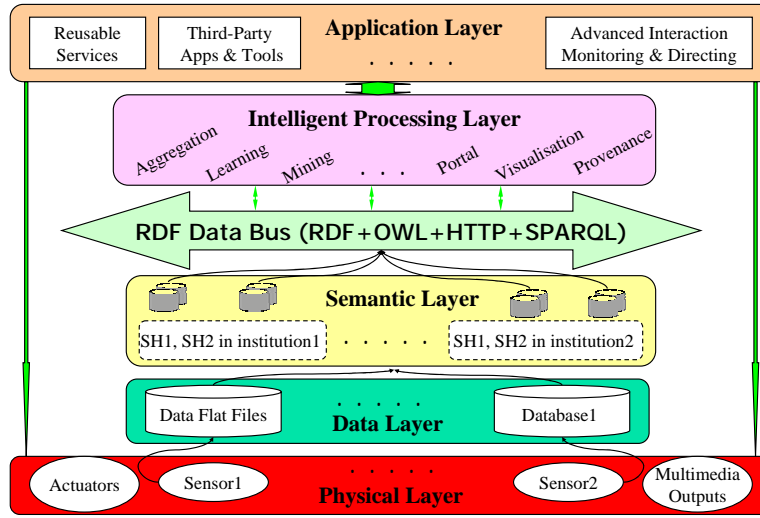 Application Layer
Reusable
Services
Third-Party
Apps & Tools
. . . . .
Advanced Interaction
Monitoring & Directing
Intelligent Processing Layer
Aggregation
Learning
Mining
. . .
Portal
Visualisation
Provenance
RDF Data Bus (RDF+OWL+HTTP+SPARQL)
Semantic Layer
SH1, SH2 in institution1
. . . . .
SH1, SH2 in institution2
Data Flat Files
. . . . .
Database1
Data Layer
Actuators
Sensor1
. . . . .
Sensor2
Multimedia
Outputs
Physical Layer